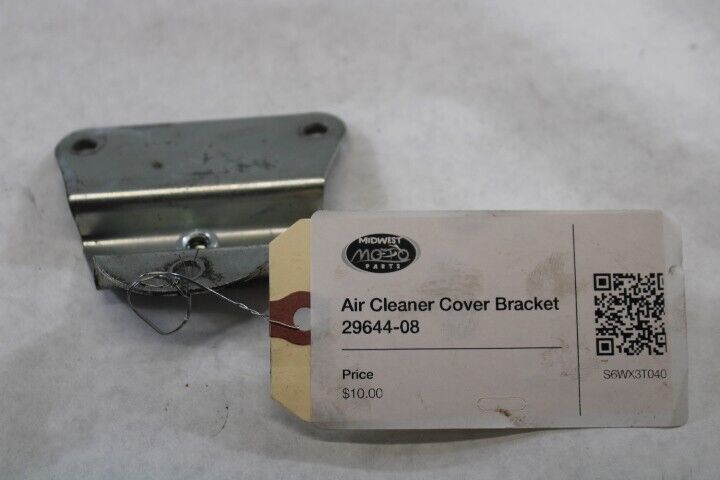 MIDWEST
MOTO
PARTS
Air Cleaner Cover Bracket
29644-08
Price
$10.00
S6WX3T040